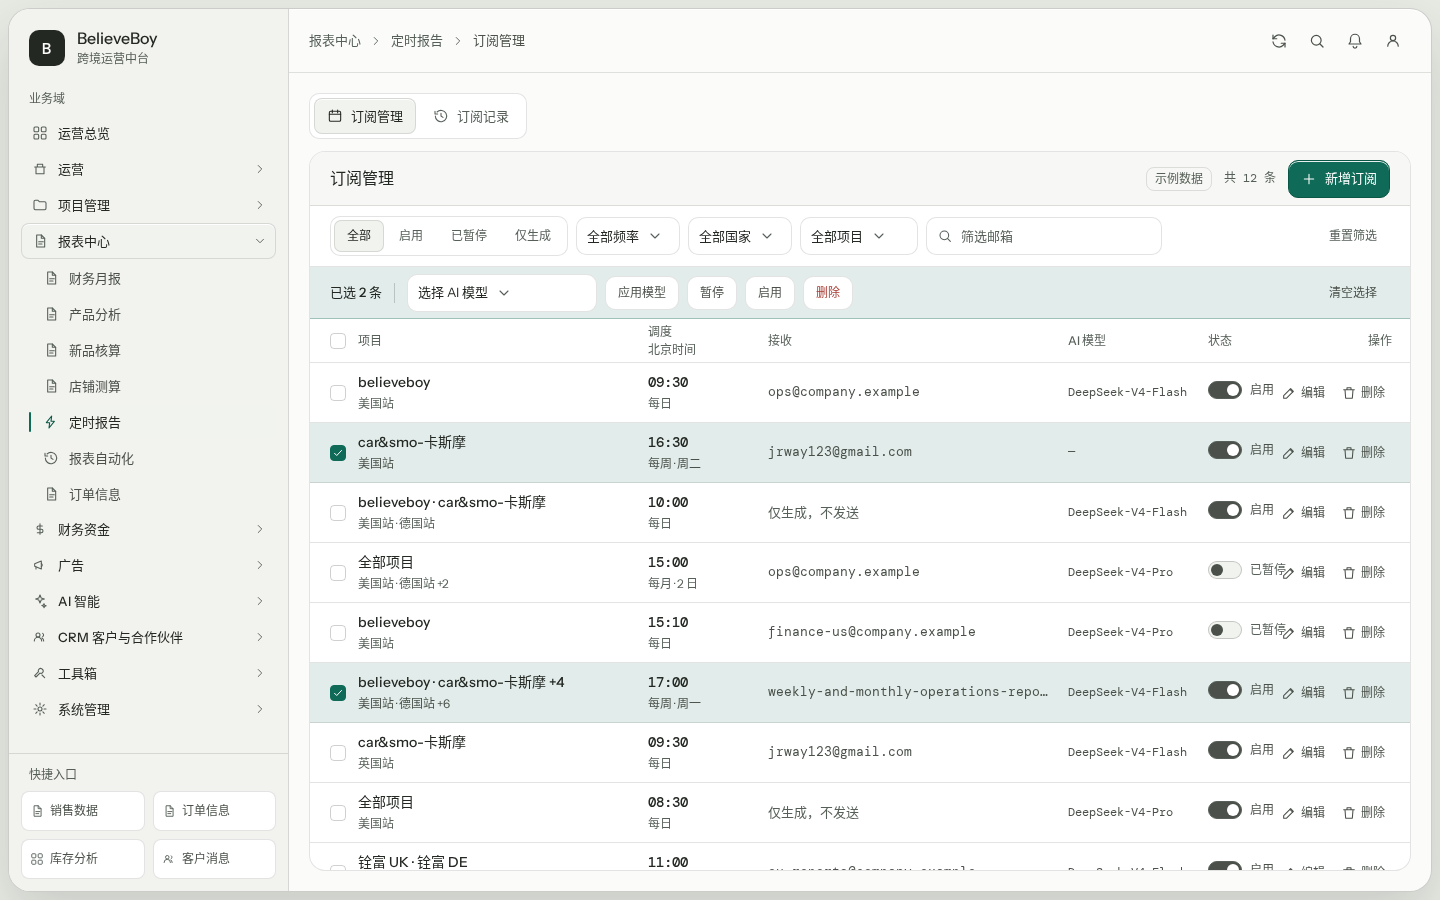 B
BelieveBoy
跨境运营中台
业务域
运营总览
运营
项目管理
报表中心
财务月报
产品分析
新品核算
店铺测算
定时报告
报表自动化
订单信息
财务资金
广告
AI 智能
CRM 客户与合作伙伴
工具箱
系统管理
快捷入口
销售数据
订单信息
库存分析
客户消息
报表中心 定时报告 订阅管理
订阅管理 订阅记录
订阅管理
示例数据 共 12 条 新增订阅
全部 启用 已暂停 仅生成 全部频率 全部国家 全部项目 筛选邮箱 重置筛选
已选 2 条 选择 AI 模型 应用模型 暂停 启用 删除 清空选择
项目 调度 接收 AI 模型 状态 操作
北京时间
believeboy 09:30 ops@company.example DeepSeek-V4-Flash 启用 编辑 删除
美国站 每日
car&smo-卡斯摩 16:30 jrway123@gmail.com – 启用 编辑 删除
美国站 每周·周二
believeboy · car&smo-卡斯摩 10:00 仅生成，不发送 DeepSeek-V4-Flash 启用 编辑 删除
美国站·德国站 每日
全部项目 15:00 ops@company.example DeepSeek-V4-Pro 已暂停 编辑 删除
美国站·德国站 +2 每月·2 日
believeboy 15:10 finance-us@company.example DeepSeek-V4-Pro 已暂停 编辑 删除
美国站 每日
believeboy · car&smo-卡斯摩 +4 17:00 weekly-and-monthly-operations-repo… DeepSeek-V4-Flash 启用 编辑 删除
美国站·德国站 +6 每周·周一
car&smo-卡斯摩 09:30 jrway123@gmail.com DeepSeek-V4-Flash 启用 编辑 删除
英国站 每日
全部项目 08:30 仅生成，不发送 DeepSeek-V4-Pro 启用 编辑 删除
美国站 每日
铨富 UK · 铨富 DE 11:00